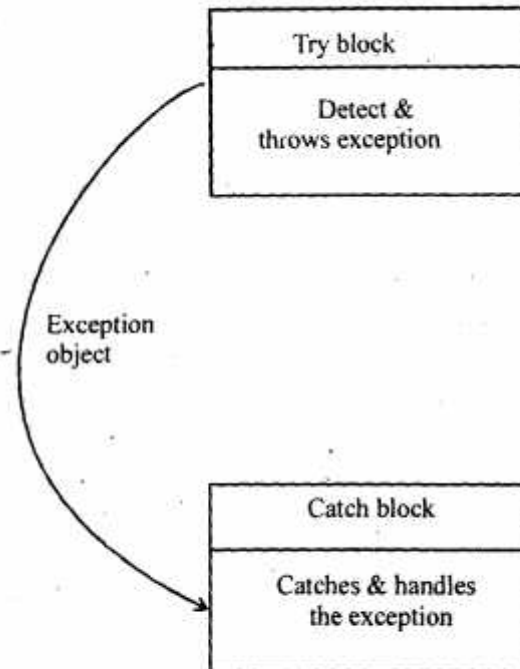 Try block
Detect &
throws exception
Exception
object
Catch block
Catches & handles
the exception